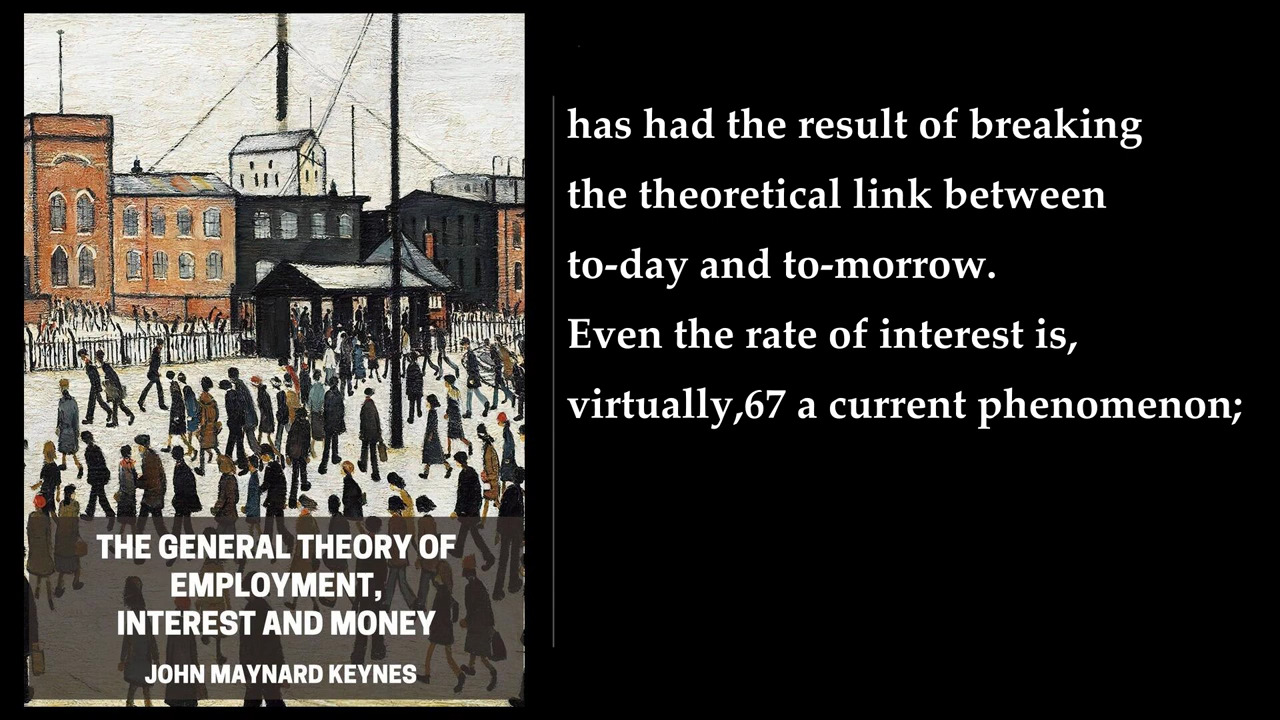 THE GENERAL THEORY OF
EMPLOYMENT,
INTEREST AND MONEY
JOHN MAYNARD KEYNES
has had the result of breaking
the theoretical link between
to-day and to-morrow.
Even the rate of interest is,
virtually,67 a current phenomenon;